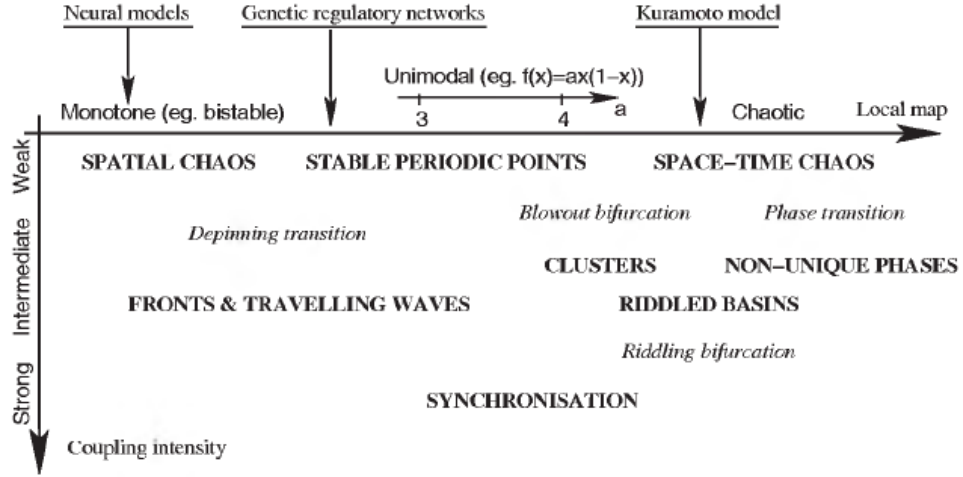 Neural models
Genetic regulatory networks
Kuramoto model
Unimodal (eg. f(x)=ax(1−x))
3
4
a
Monotone (eg. bistable)
Chaotic
Local map
Weak
Intermediate
Strong
SPATIAL CHAOS
STABLE PERIODIC POINTS
SPACE−TIME CHAOS
Blowout bifurcation
Phase transition
Depinning transition
CLUSTERS
NON−UNIQUE PHASES
FRONTS & TRAVELLING WAVES
RIDDLED BASINS
Riddling bifurcation
SYNCHRONISATION
Coupling intensity